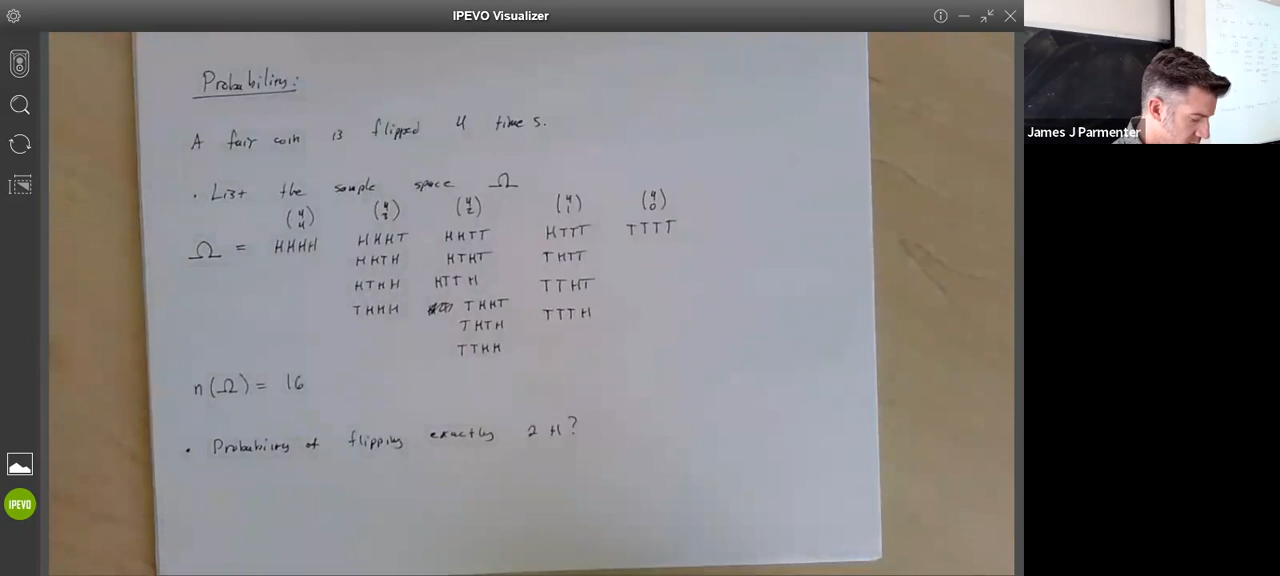 IPEVO Visualizer
James J Parmenter
Probability:
A fair coin is flipped 4 times.
• List the sample space Ω
(4 4) (4 3) (4 2) (4 1) (4 0)
Ω = HHHH HHHT HHTT HTTT TTTT
HHTH HTHT THTT
HTHH HTTH TTHT
THHH THHT TTTH
THTH
TTHH
n(Ω) = 16
• Probability of flipping exactly 2 H?
IPEVO